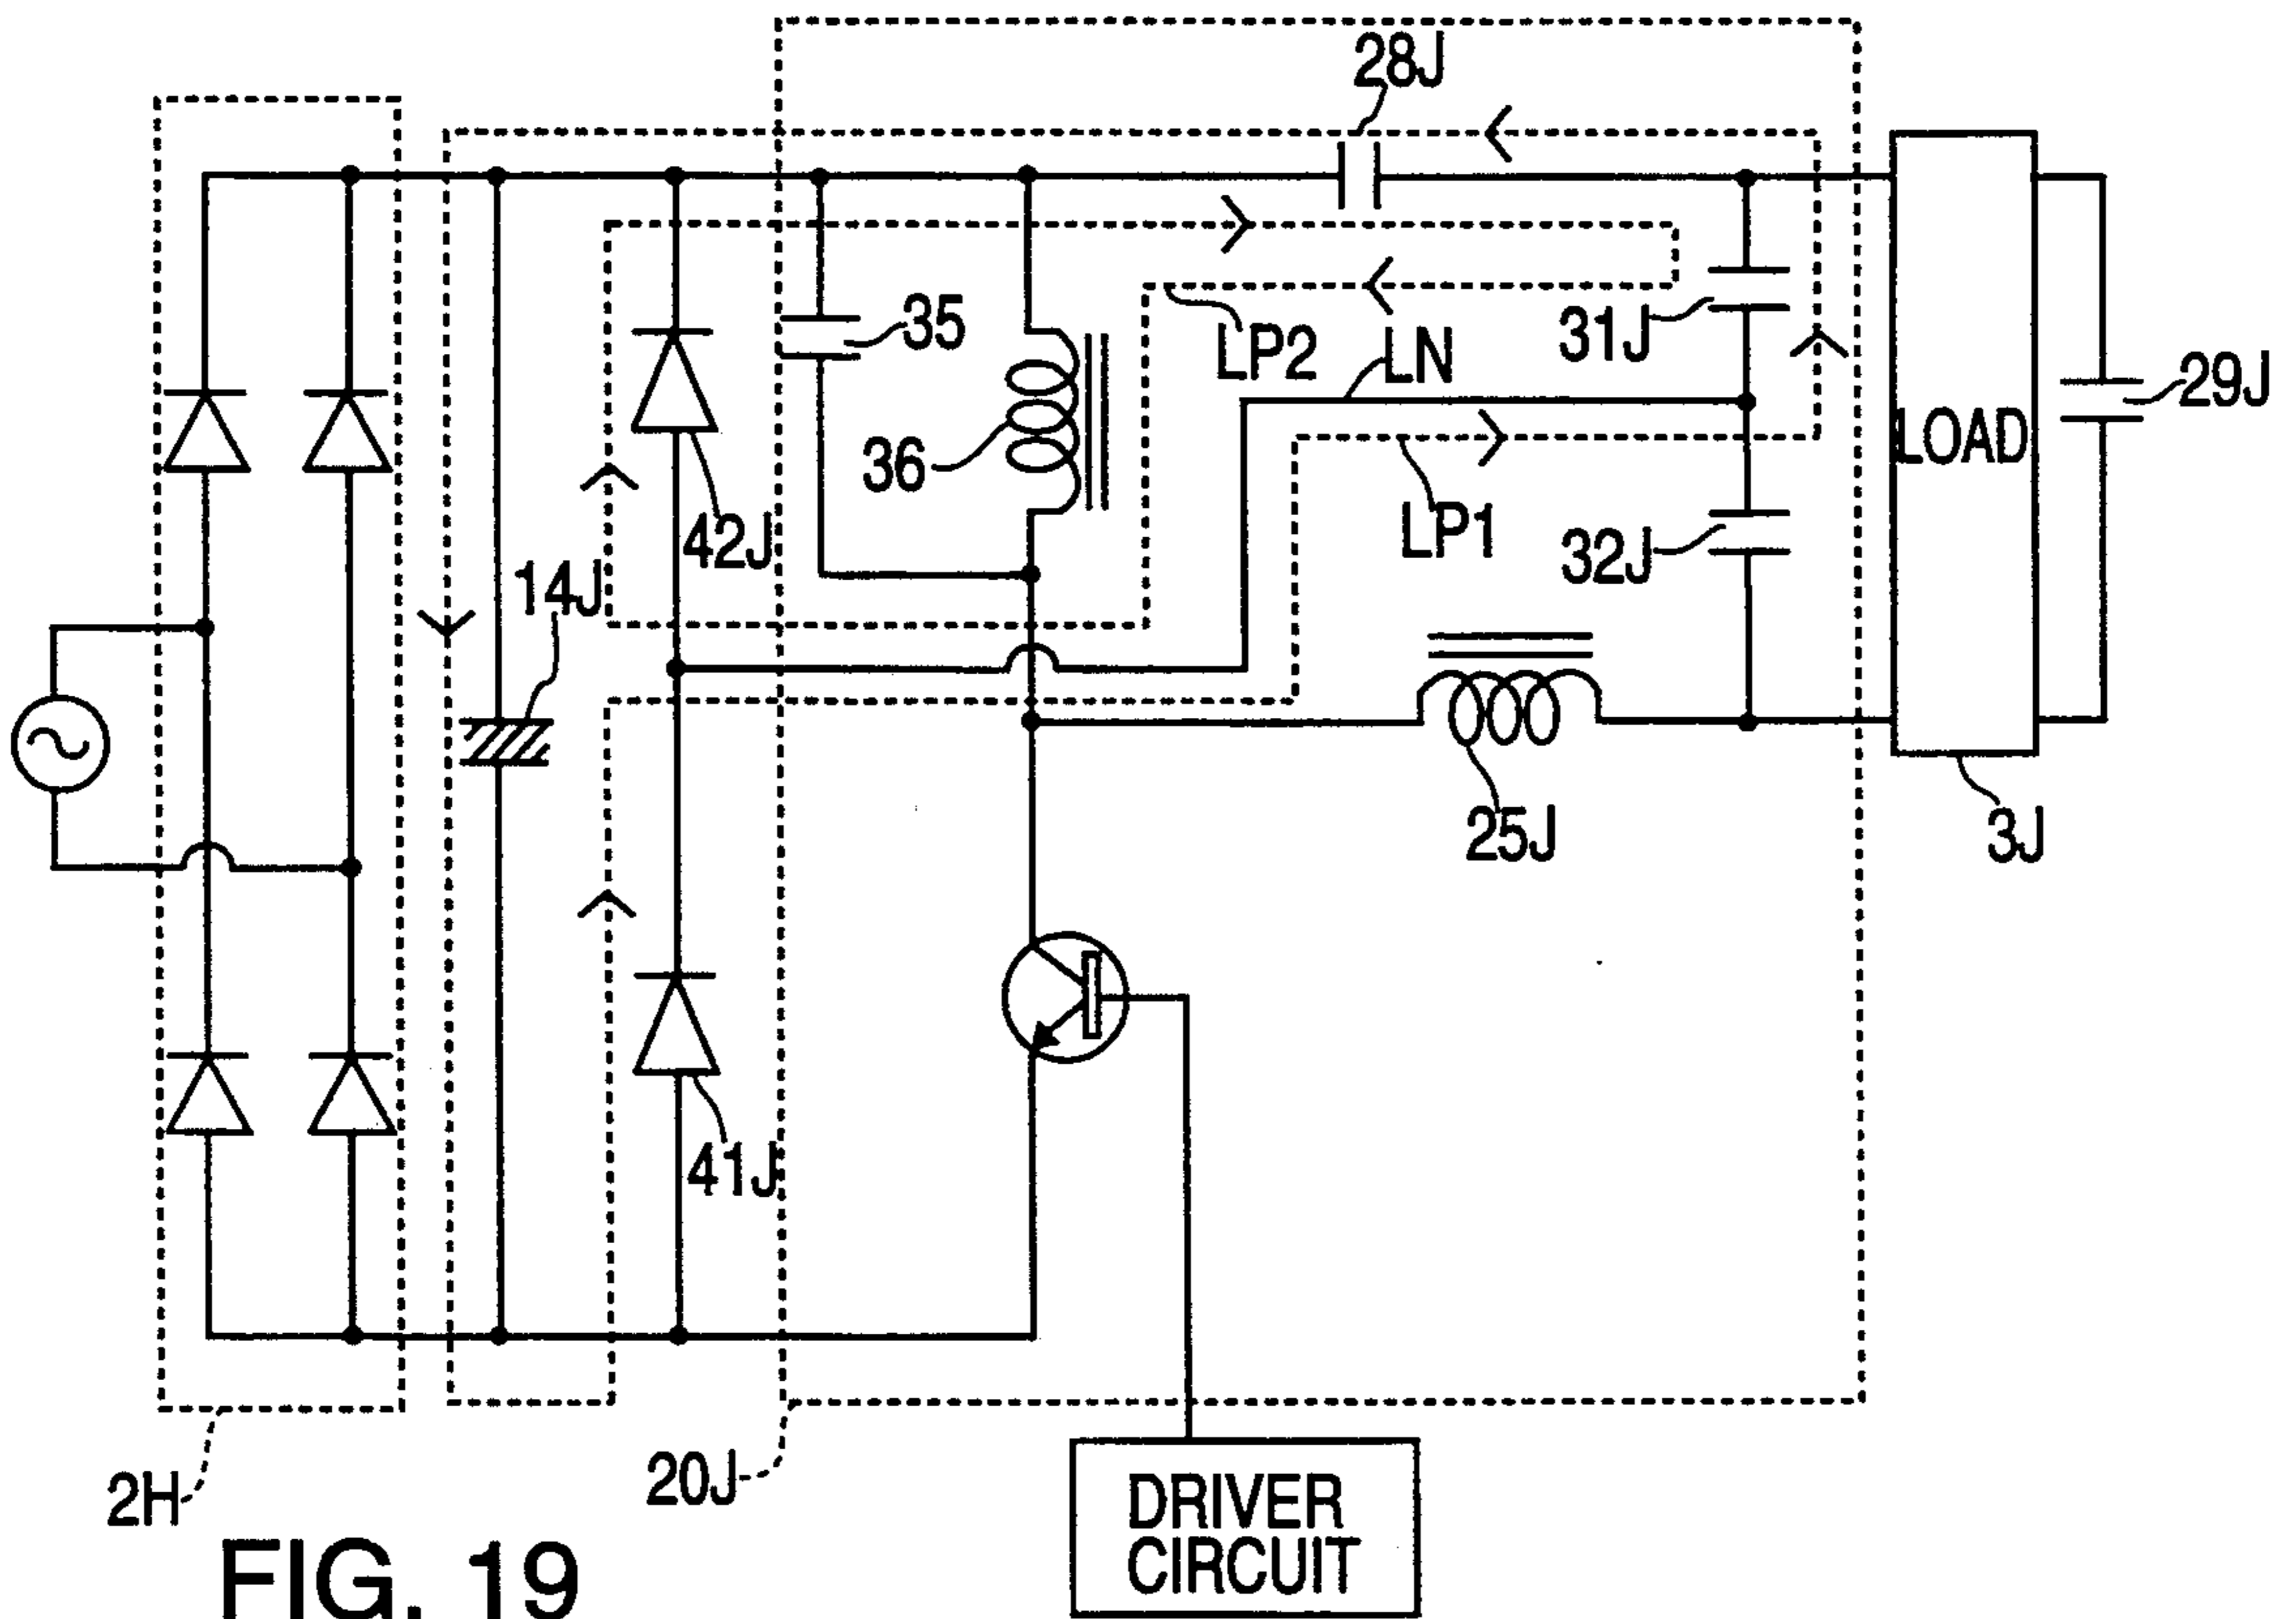 28J
35
LP2
LN
31J
29J
36
LOAD
42J
LP1
32J
14J
25J
3J
41J
2H
20J
DRIVER
CIRCUIT
FIG. 19